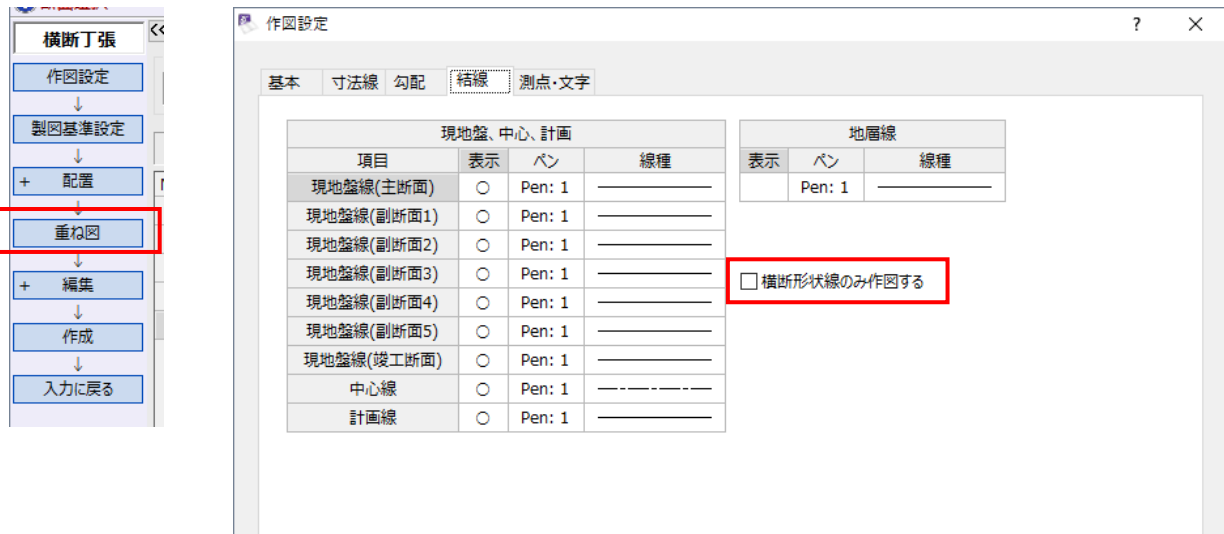 横断丁張
<<
作図設定
↓
製図基準設定
↓
+ 配置
↓
重ね図
↓
+ 編集
↓
作成
↓
入力に戻る
作図設定 ? ×
基本 寸法線 勾配 結線 測点・文字
現地盤、中心、計画
項目 表示 ペン 線種
現地盤線(主断面) ○ Pen: 1
現地盤線(副断面1) ○ Pen: 1
現地盤線(副断面2) ○ Pen: 1
現地盤線(副断面3) ○ Pen: 1
現地盤線(副断面4) ○ Pen: 1
現地盤線(副断面5) ○ Pen: 1
現地盤線(竣工断面) ○ Pen: 1
中心線 ○ Pen: 1
計画線 ○ Pen: 1
地層線
表示 ペン 線種
Pen: 1
横断形状線のみ作図する